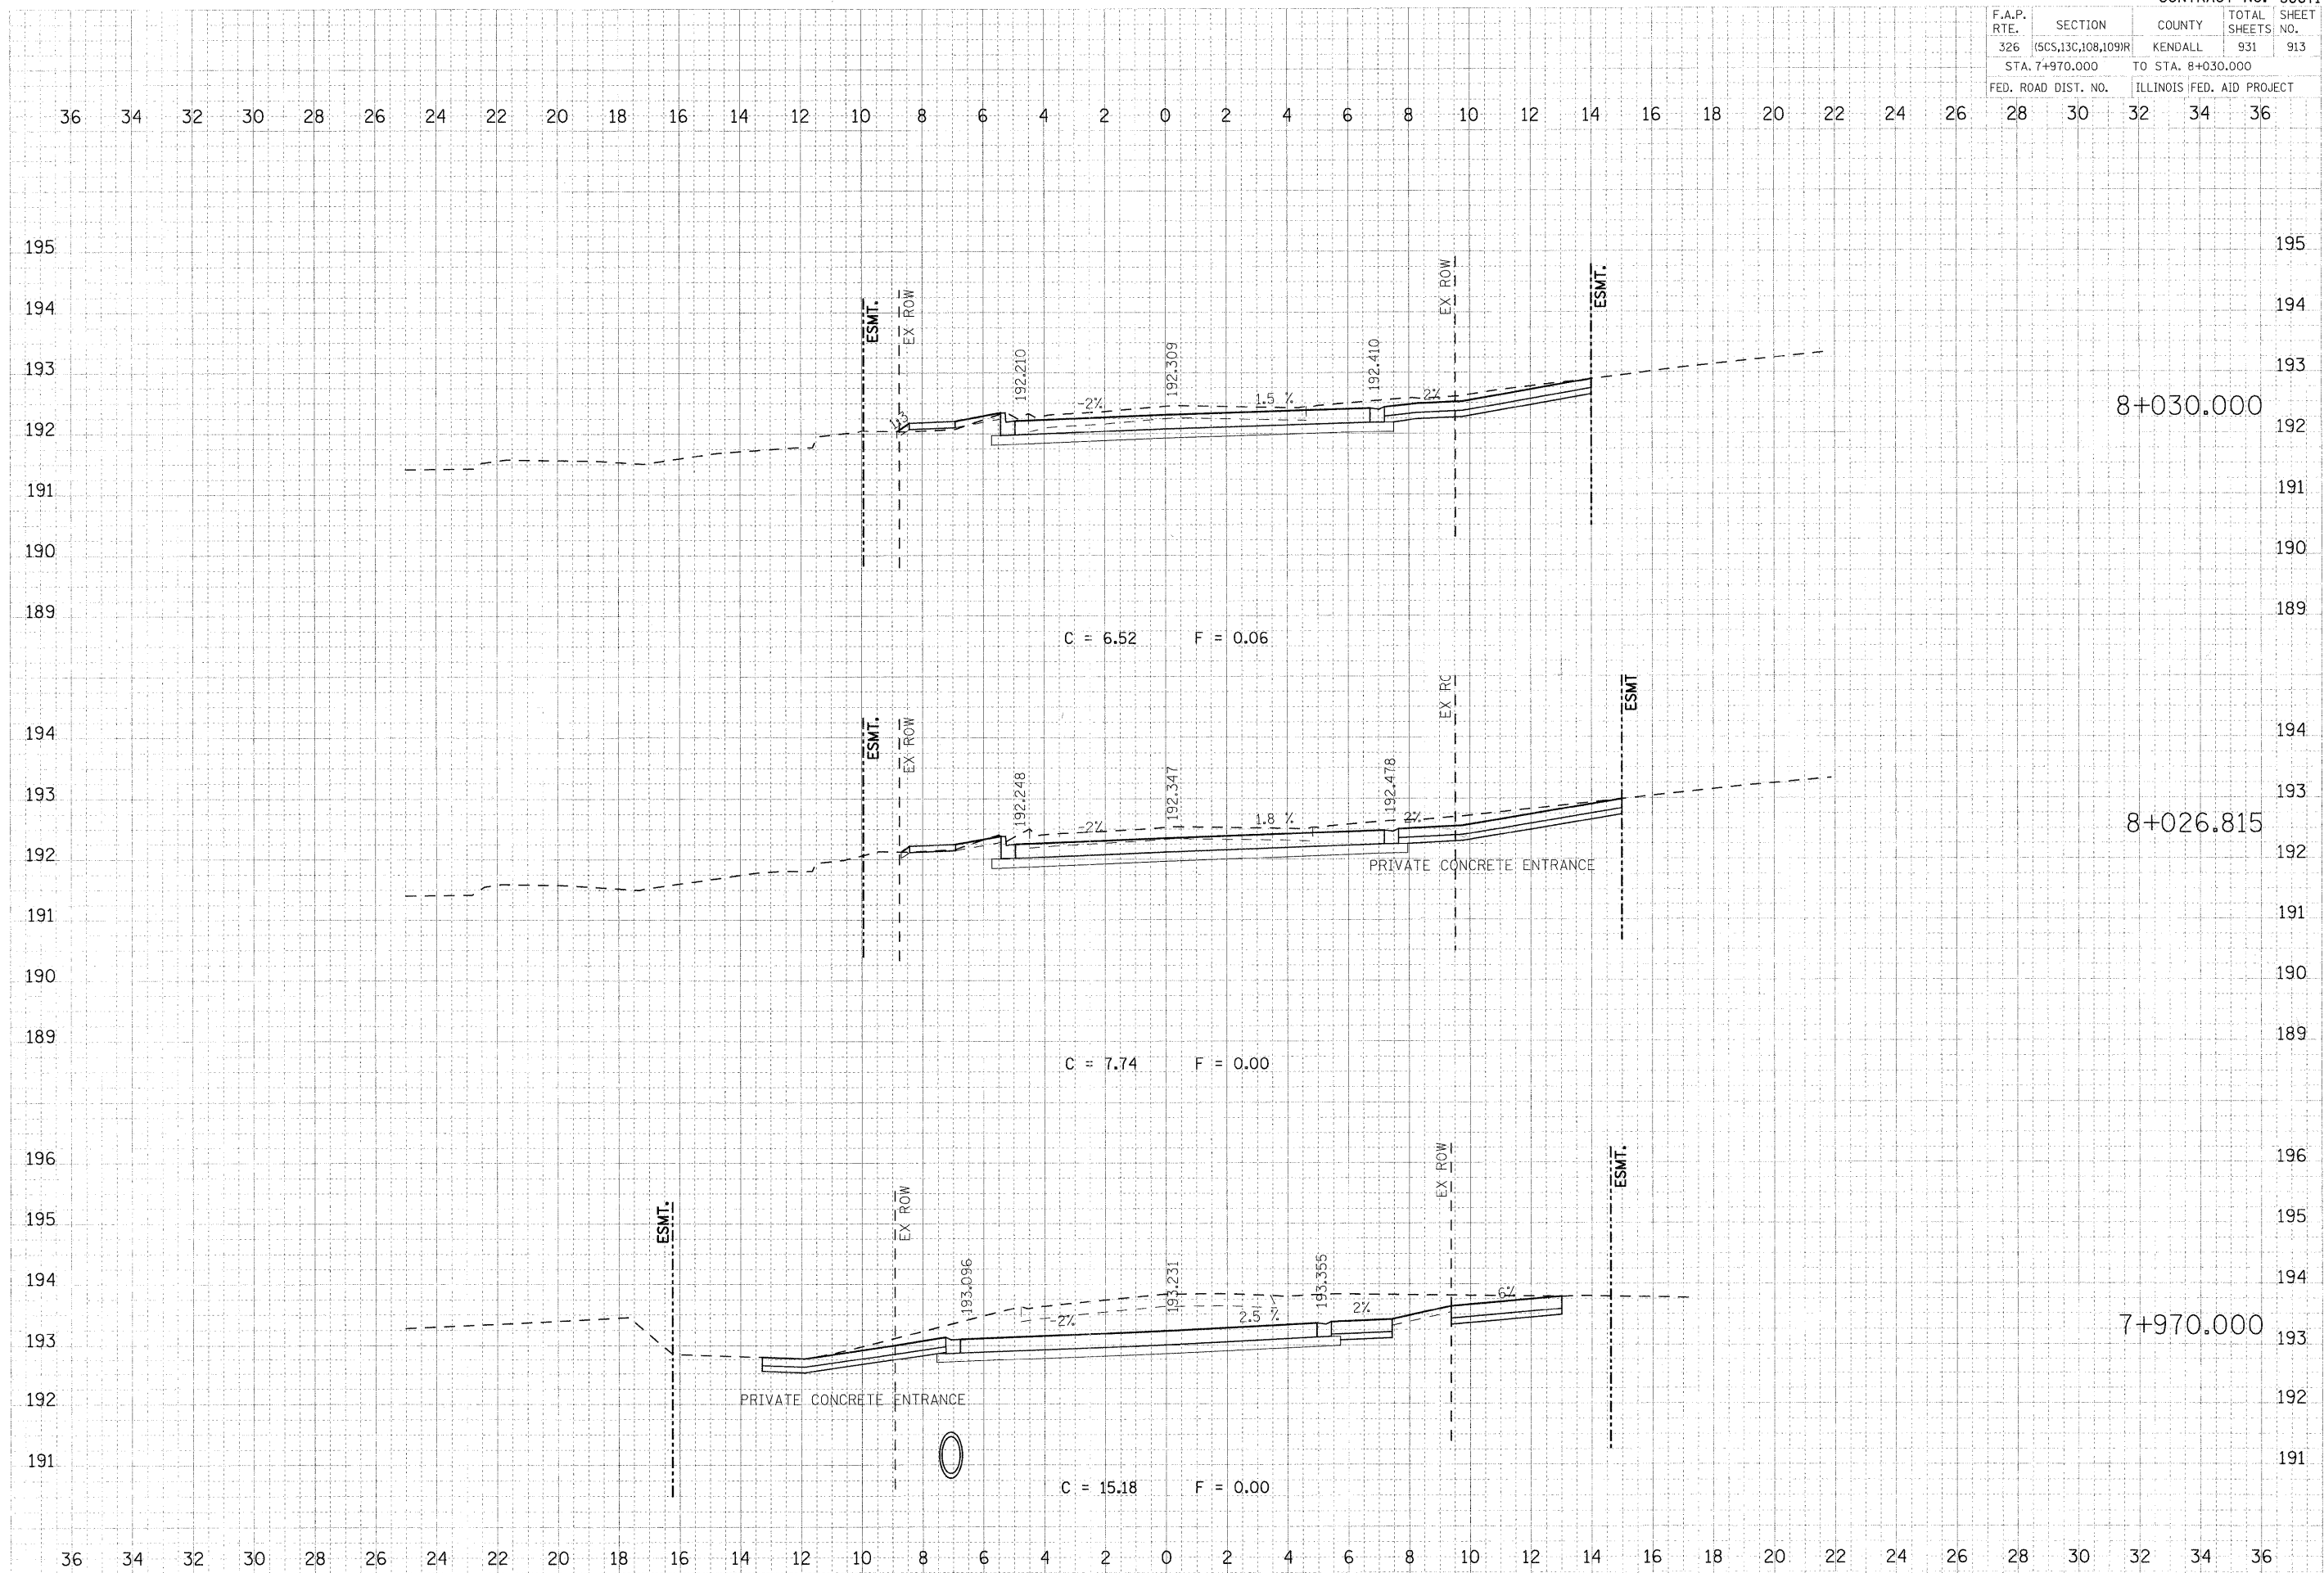 CONTRACT NO.
F.A.P. RTE. SECTION COUNTY TOTAL SHEETS SHEET NO.
326 (5CS,13C,108,109)R KENDALL 931 913
STA. 7+970.000 TO STA. 8+030.000
FED. ROAD DIST. NO. ILLINOIS FED. AID PROJECT
36 34 32 30 28 26 24 22 20 18 16 14 12 10 8 6 4 2 0 2 4 6 8 10 12 14 16 18 20 22 24 26 28 30 32 34 36
195 195
194 194
193 193
192 192
191 191
190 190
189 189
ESMT.
EX ROW
192.210
192.309
192.410
EX ROW
ESMT.
1:3
-2%
1.5 %
2%
8+030.000
C = 6.52 F = 0.06
194 194
193 193
192 192
191 191
190 190
189 189
ESMT.
EX ROW
192.248
192.347
192.478
EX RO
ESMT
-2%
1.8 %
2%
8+026.815
PRIVATE CONCRETE ENTRANCE
C = 7.74 F = 0.00
196 196
195 195
194 194
193 193
192 192
191 191
ESMT.
EX ROW
193.096
193.231
193.355
EX ROW
ESMT.
-2%
2.5 %
2%
6%
7+970.000
PRIVATE CONCRETE ENTRANCE
C = 15.18 F = 0.00
36 34 32 30 28 26 24 22 20 18 16 14 12 10 8 6 4 2 0 2 4 6 8 10 12 14 16 18 20 22 24 26 28 30 32 34 36